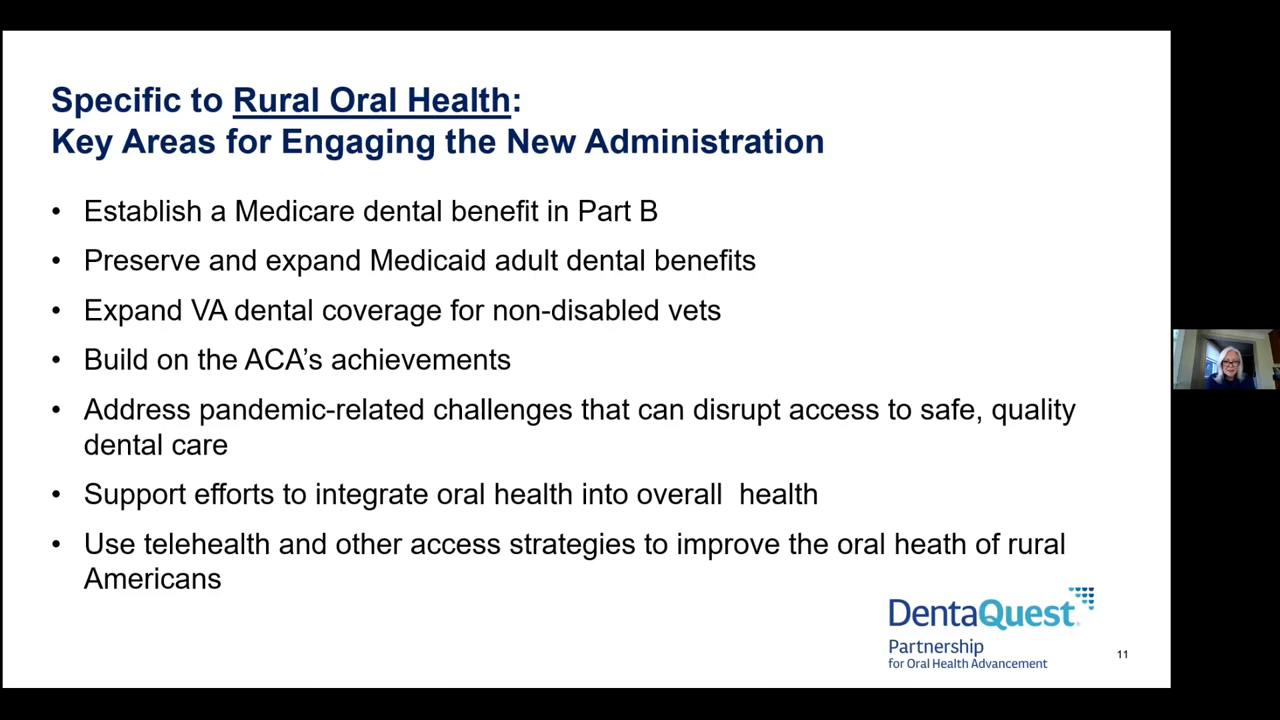 Specific to Rural Oral Health:
Key Areas for Engaging the New Administration
• Establish a Medicare dental benefit in Part B
• Preserve and expand Medicaid adult dental benefits
• Expand VA dental coverage for non-disabled vets
• Build on the ACA’s achievements
• Address pandemic-related challenges that can disrupt access to safe, quality
dental care
• Support efforts to integrate oral health into overall  health
• Use telehealth and other access strategies to improve the oral heath of rural
Americans
DentaQuest
Partnership
for Oral Health Advancement
11